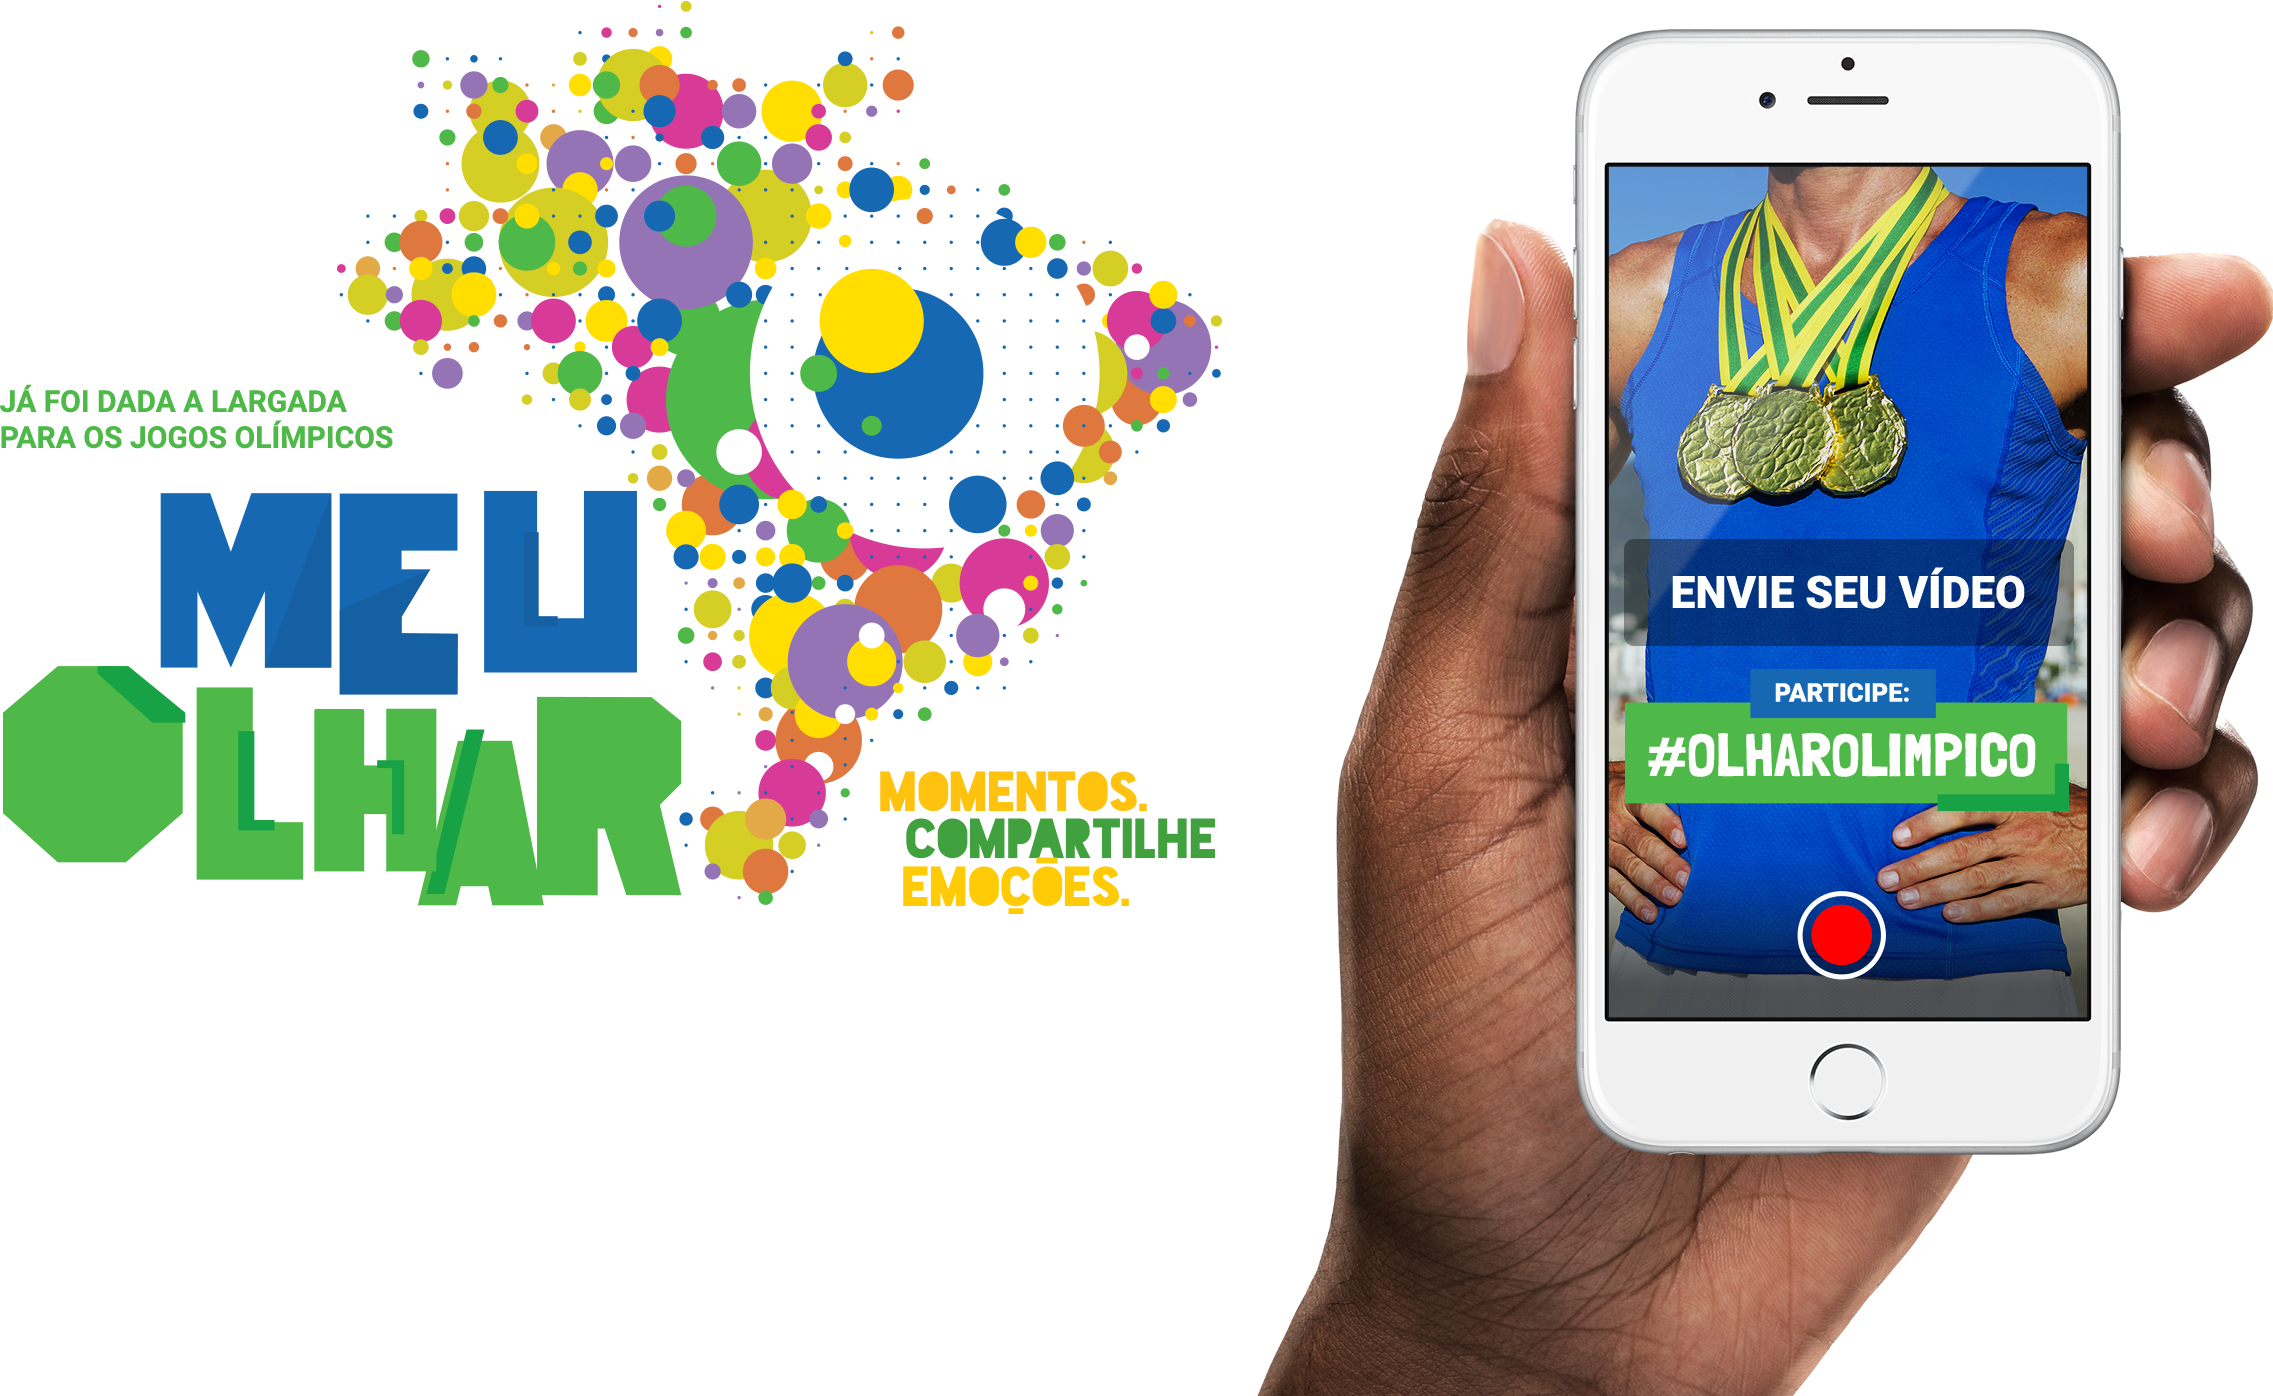 JÁ FOI DADA A LARGADA
PARA OS JOGOS OLÍMPICOS
MEU
OLHAR
MOMENTOS.
COMPARTILHE
EMOÇÕES.
ENVIE SEU VÍDEO
PARTICIPE:
#OLHAROLIMPICO